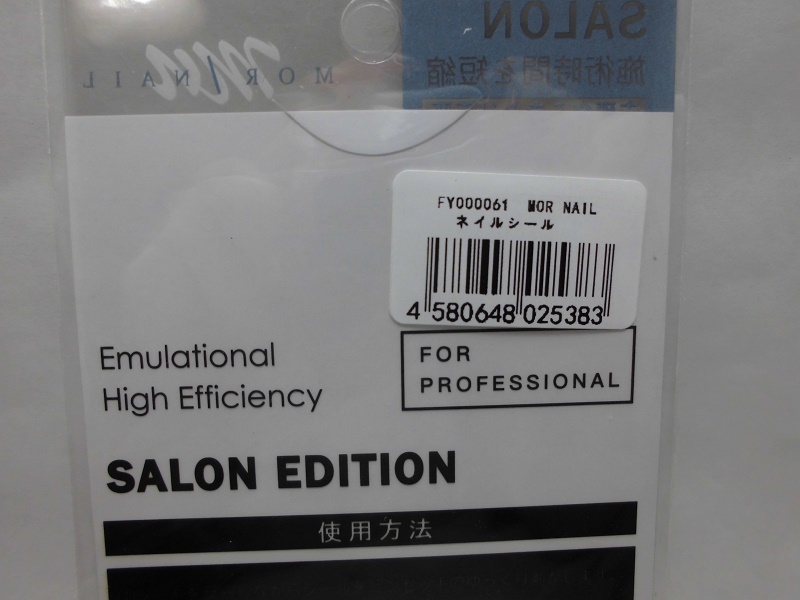 SALON
MOR NAIL
mn
施術時間を短縮
FY000061 MOR NAIL
ネイルシール
4 580648 025383
Emulational
High Efficiency
FOR
PROFESSIONAL
SALON EDITION
使用方法